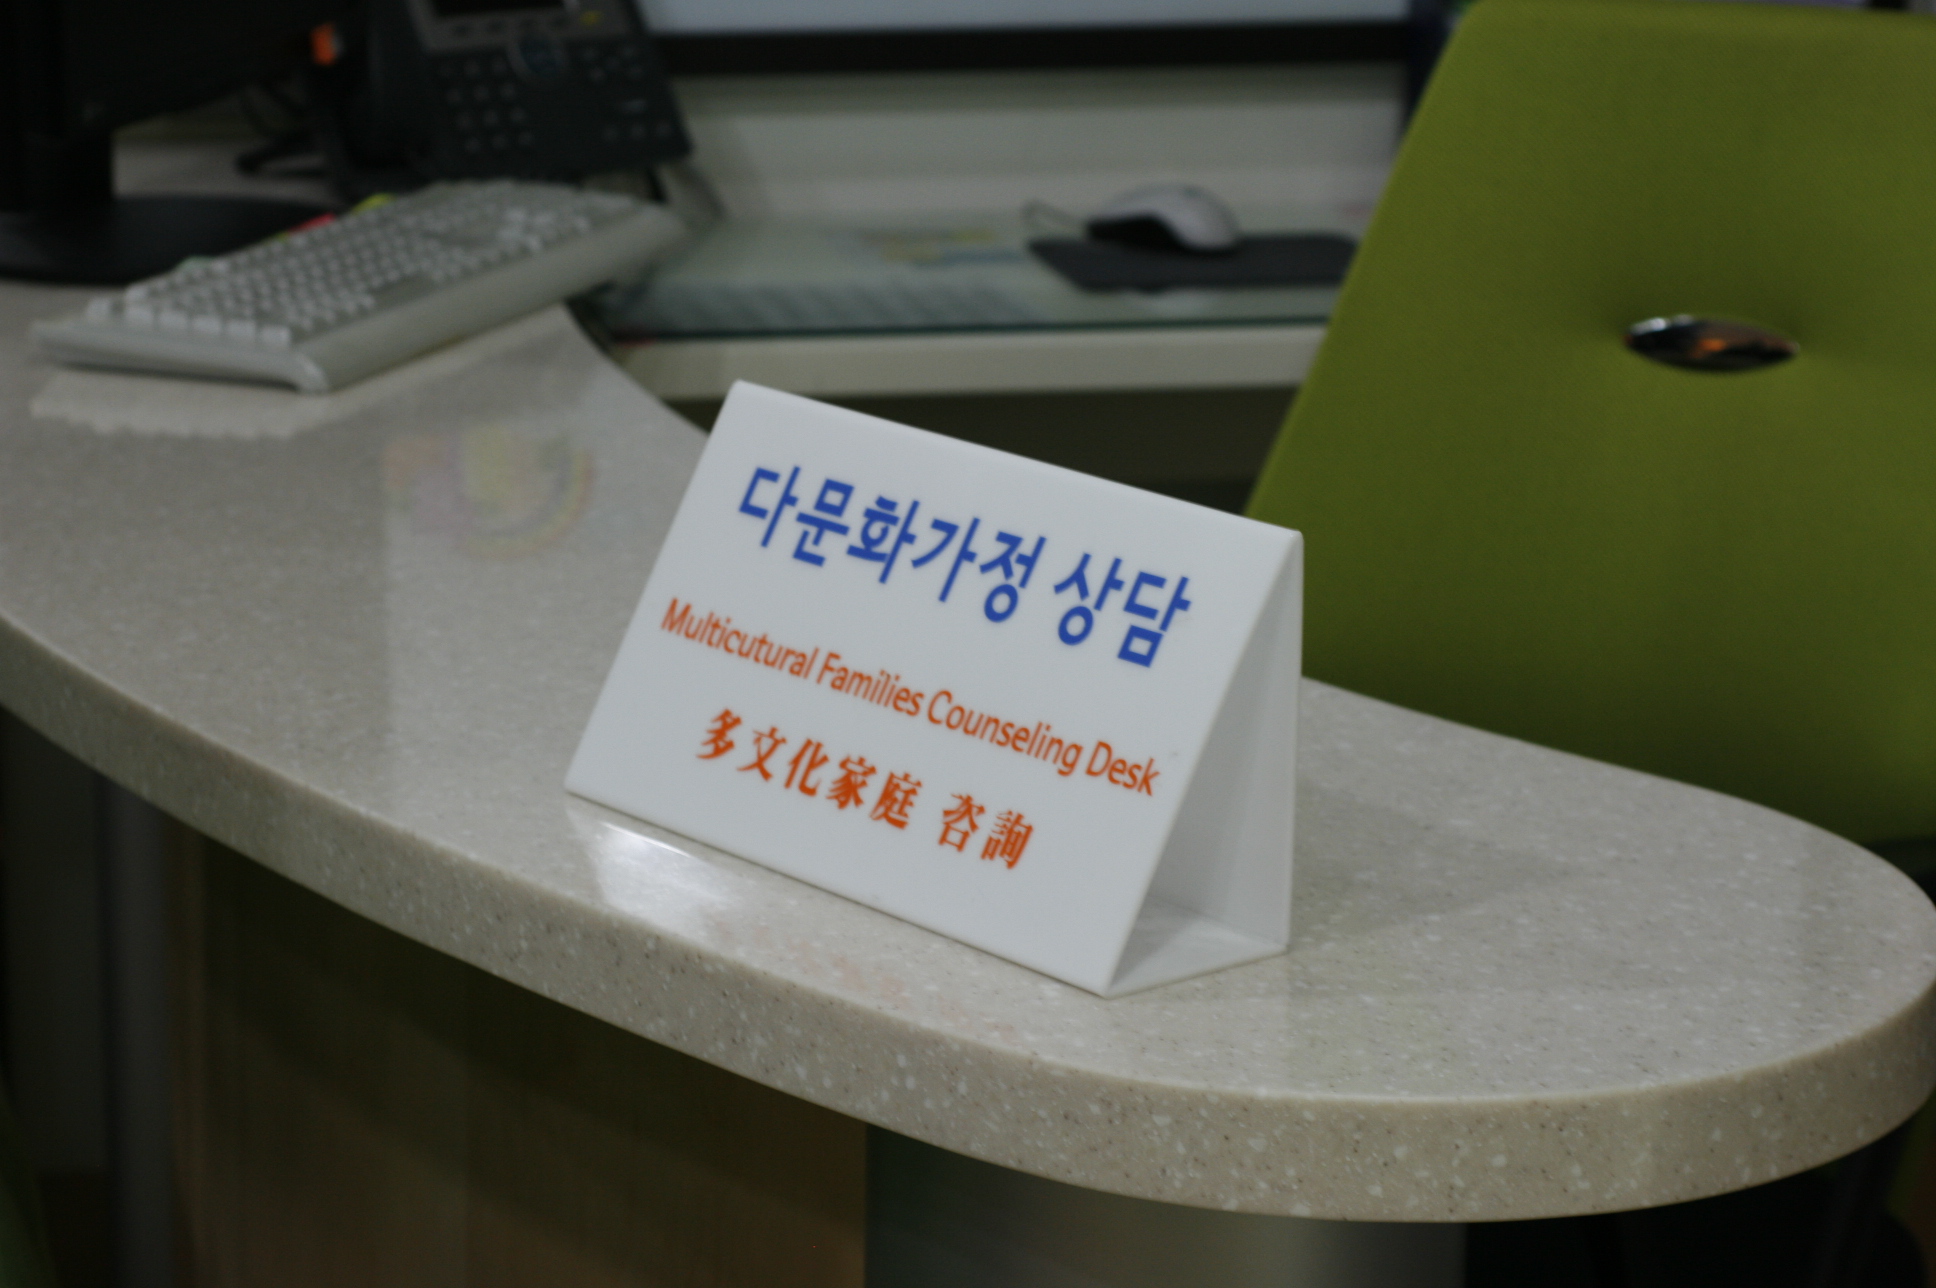 다문화가정 상담
Multicutural Families Counseling Desk
多文化家庭 咨詢